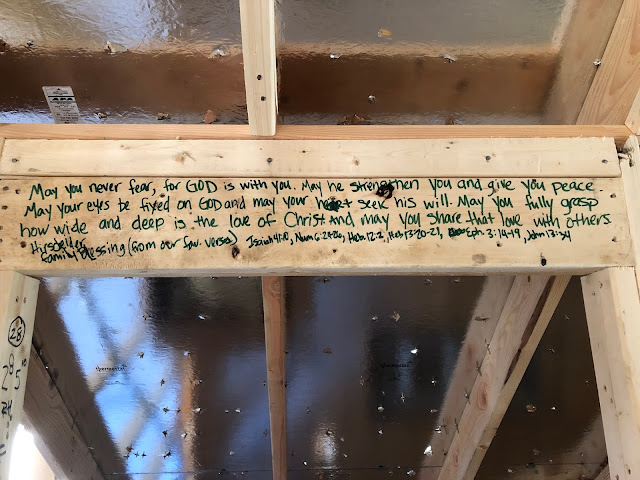 May you never fear, for GOD is with you. May he strengthen you and give you peace.
May your eyes be fixed on GOD and may your heart seek his will. May you fully grasp
how wide and deep is the love of Christ and may you share that love with others.
Family Blessing (from our fav. verses) Isaiah 41:10, Num 6:24-26, Heb. 12:2, Heb 13:20-21, Eph. 3:14-19, John 13:34
28